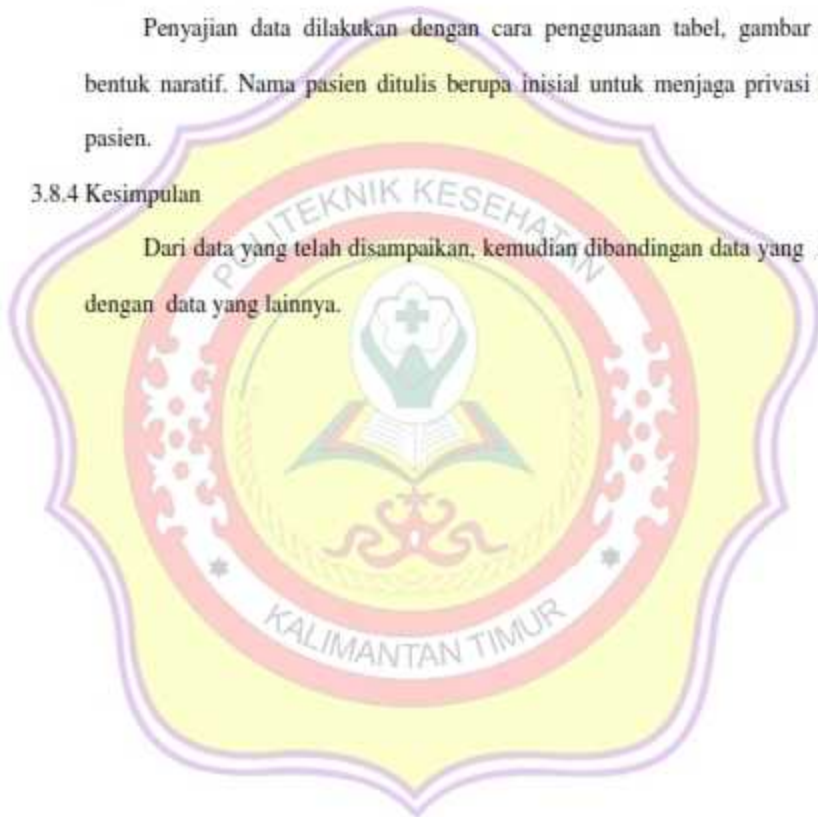 Penyajian data dilakukan dengan cara penggunaan tabel, gambar
bentuk naratif. Nama pasien ditulis berupa inisial untuk menjaga privasi
pasien.
3.8.4 Kesimpulan
Dari data yang telah disampaikan, kemudian dibandingan data yang
dengan data yang lainnya.
POLITEKNIK KESEHATAN
KALIMANTAN TIMUR